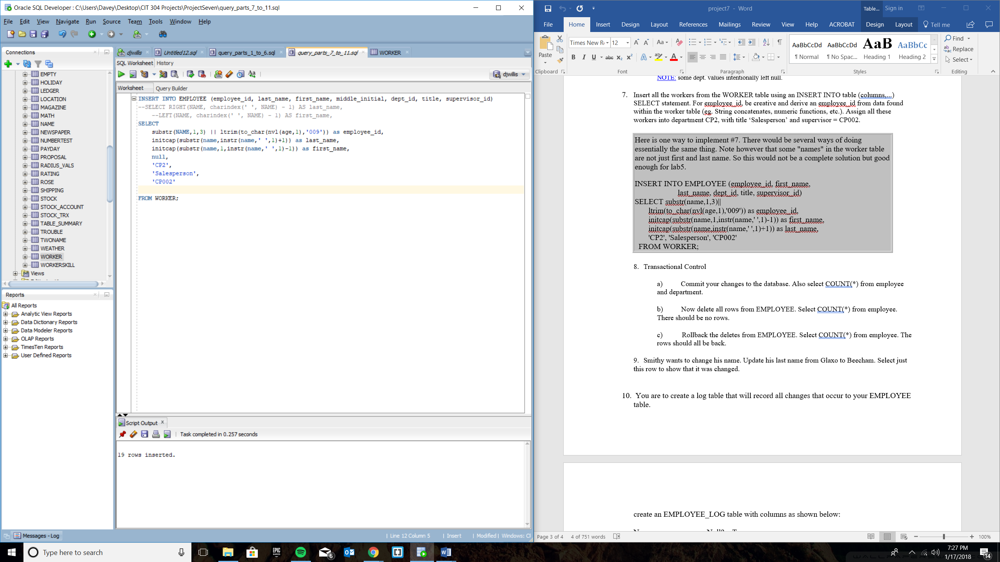 Oracle SQL Developer : C:\Users\Davey\Desktop\CIT 304 Projects\ProjectSeven\query_parts_7_to_11.sql
File Edit View Navigate Run Source Team Tools Window Help
Connections
EMPTY
HOLIDAY
LEDGER
LOCATION
MAGAZINE
MATH
NAME
NEWSPAPER
NUMBERTEST
PAYDAY
PROPOSAL
RADIUS_VALS
RATING
ROSE
SHIPPING
STOCK
STOCK_ACCOUNT
STOCK_TRX
TABLE_SUMMARY
TROUBLE
TWONAME
WEATHER
WORKER
WORKERSKILL
Views
Reports
All Reports
Analytic View Reports
Data Dictionary Reports
Data Modeler Reports
OLAP Reports
TimesTen Reports
User Defined Reports
Messages - Log
djwillis Untitled12.sql query_parts_1_to_6.sql query_parts_7_to_11.sql WORKER
SQL Worksheet History
djwillis
Worksheet Query Builder
INSERT INTO EMPLOYEE (employee_id, last_name, first_name, middle_initial, dept_id, title, supervisor_id)
--SELECT RIGHT(NAME, charindex(' ', NAME) - 1) AS last_name,
--LEFT(NAME, charindex(' ', NAME) - 1) AS first_name,
SELECT
substr(NAME,1,3) || ltrim(to_char(nvl(age,1),'009')) as employee_id,
initcap(substr(name,instr(name,' ',1)+1)) as last_name,
initcap(substr(name,1,instr(name,' ',1)-1)) as first_name,
null,
'CP2',
'Salesperson',
'CP002'
FROM WORKER;
Script Output
Task completed in 0.257 seconds
19 rows inserted.
Line 12 Column 5 Insert Modified Windows: CF
project7 - Word
Table... Sign in
File Home Insert Design Layout References Mailings Review View Help ACROBAT Design Layout Tell me
Paste
Times New R 12
Aa
B I U abc x2 x2 A ab A
AaBbCcDd AaBbCcDd AaB AaBbCc
¶ Normal ¶ No Spac... Heading 1 Heading 2
Find
Replace
Select
Clipboard Font Paragraph Styles Editing
NOTE: some dept. values intentionally left null.
7. Insert all the workers from the WORKER table using an INSERT INTO table (columns,...)
SELECT statement. For employee_id, be creative and derive an employee_id from data found
within the worker table (eg. String concatenates, numeric functions, etc.). Assign all these
workers into department CP2, with title ‘Salesperson’ and supervisor = CP002.
Here is one way to implement #7. There would be several ways of doing
essentially the same thing. Note however that some "names" in the worker table
are not just first and last name. So this would not be a complete solution but good
enough for lab5.
INSERT INTO EMPLOYEE (employee_id, first_name,
last_name, dept_id, title, supervisor_id)
SELECT substr(name,1,3)||
ltrim(to_char(nvl(age,1),'009')) as employee_id,
initcap(substr(name,1,instr(name,' ',1)-1)) as first_name,
initcap(substr(name,instr(name,' ',1)+1)) as last_name,
'CP2', 'Salesperson', 'CP002'
FROM WORKER;
8. Transactional Control
a) Commit your changes to the database. Also select COUNT(*) from employee
and department.
b) Now delete all rows from EMPLOYEE. Select COUNT(*) from employee.
There should be no rows.
c) Rollback the deletes from EMPLOYEE. Select COUNT(*) from employee. The
rows should all be back.
9. Smithy wants to change his name. Update his last name from Glaxo to Beecham. Select just
this row to show that it was changed.
10. You are to create a log table that will record all changes that occur to your EMPLOYEE
table.
create an EMPLOYEE_LOG table with columns as shown below:
Page 3 of 4 4 of 751 words 100%
Type here to search
EPIC GAMES
6
7:27 PM
1/17/2018
14